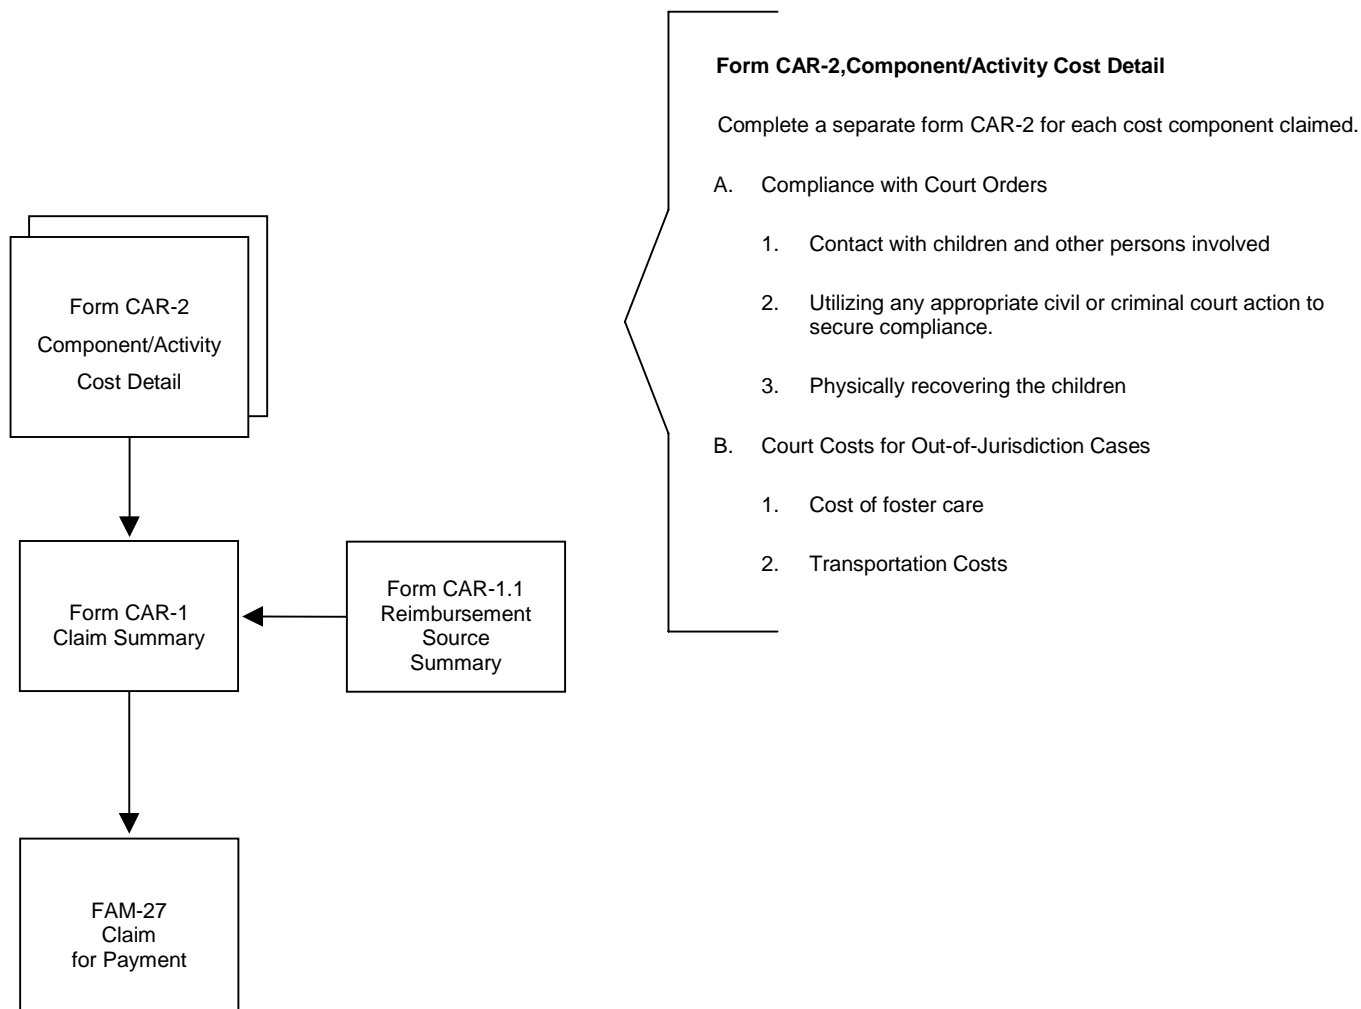 Form CAR-2,Component/Activity Cost Detail
Complete a separate form CAR-2 for each cost component claimed.
A. Compliance with Court Orders
1. Contact with children and other persons involved
2. Utilizing any appropriate civil or criminal court action to
secure compliance.
3. Physically recovering the children
B. Court Costs for Out-of-Jurisdiction Cases
1. Cost of foster care
2. Transportation Costs
Form CAR-2
Component/Activity
Cost Detail
Form CAR-1
Claim Summary
Form CAR-1.1
Reimbursement
Source
Summary
FAM-27
Claim
for Payment